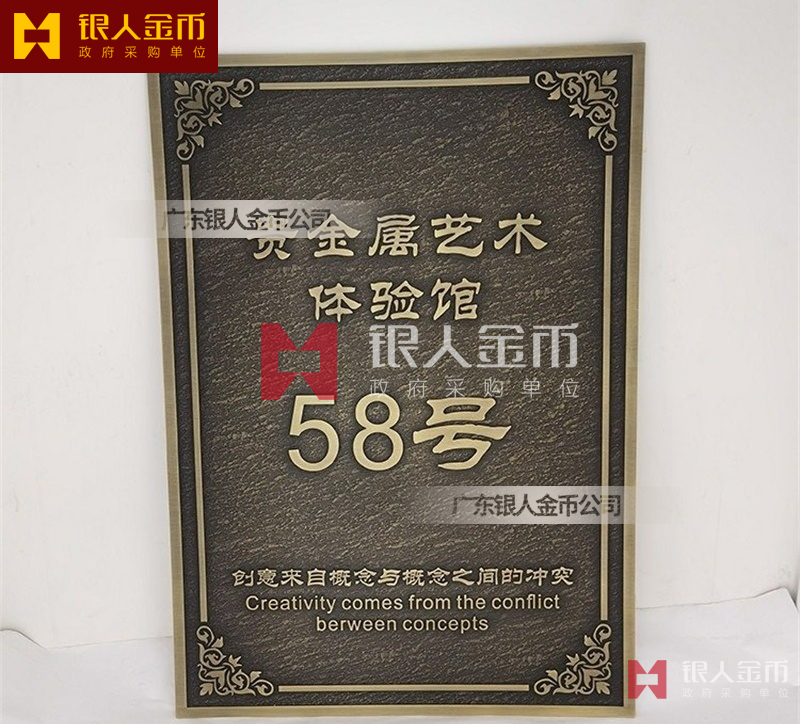 银人金币
政府采购单位
广东银人金币公司
贵金属艺术
体验馆
银人金币
政府采购单位
58号
广东银人金币公司
创意来自概念与概念之间的冲突
Creativity comes from the conflict
berween concepts
银人金币
政府采购单位